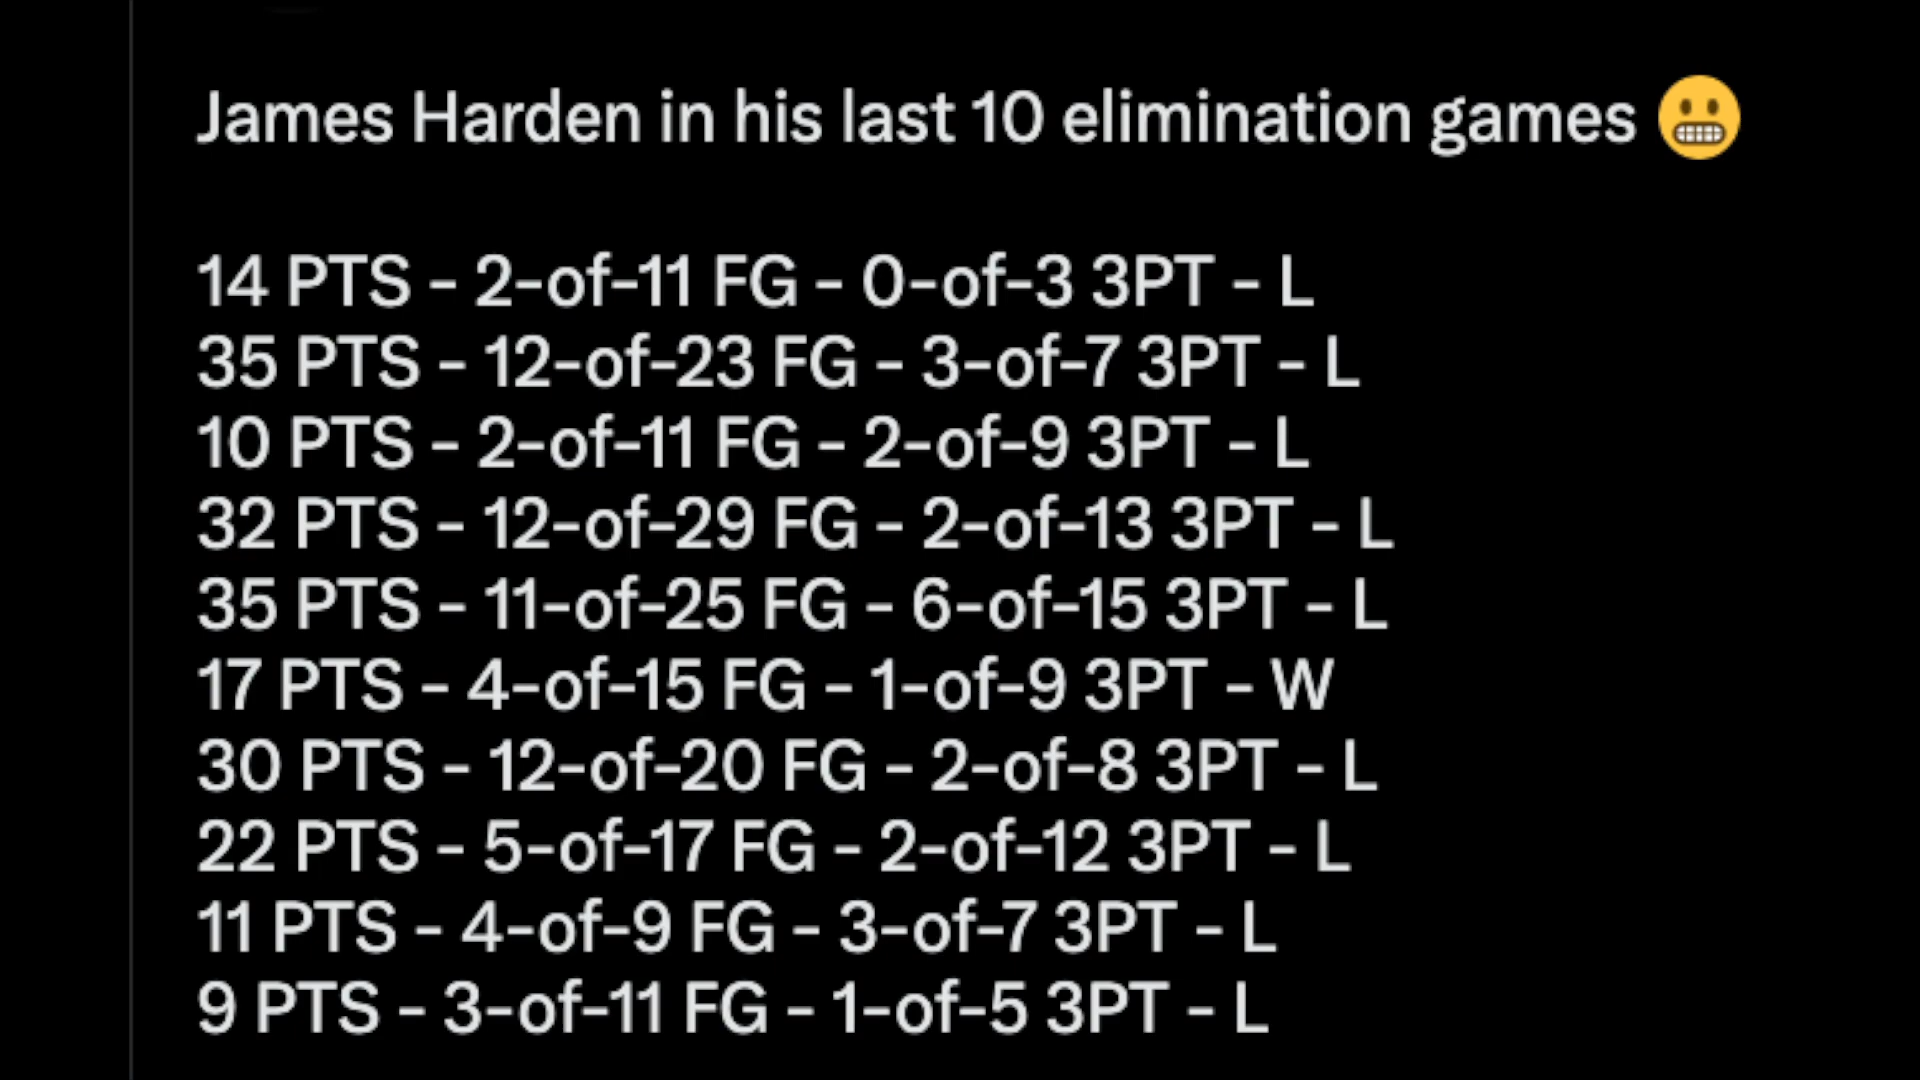 James Harden in his last 10 elimination games 😬
14 PTS - 2-of-11 FG - 0-of-3 3PT - L
35 PTS - 12-of-23 FG - 3-of-7 3PT - L
10 PTS - 2-of-11 FG - 2-of-9 3PT - L
32 PTS - 12-of-29 FG - 2-of-13 3PT - L
35 PTS - 11-of-25 FG - 6-of-15 3PT - L
17 PTS - 4-of-15 FG - 1-of-9 3PT - W
30 PTS - 12-of-20 FG - 2-of-8 3PT - L
22 PTS - 5-of-17 FG - 2-of-12 3PT - L
11 PTS - 4-of-9 FG - 3-of-7 3PT - L
9 PTS - 3-of-11 FG - 1-of-5 3PT - L